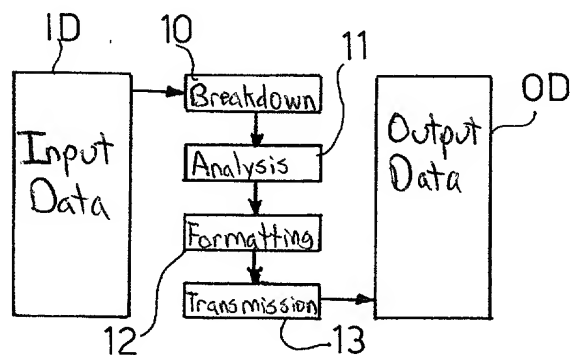 ID
10
Breakdown
11
OD
Input
Data
Analysis
Output
Data
Formatting
Transmission
12
13